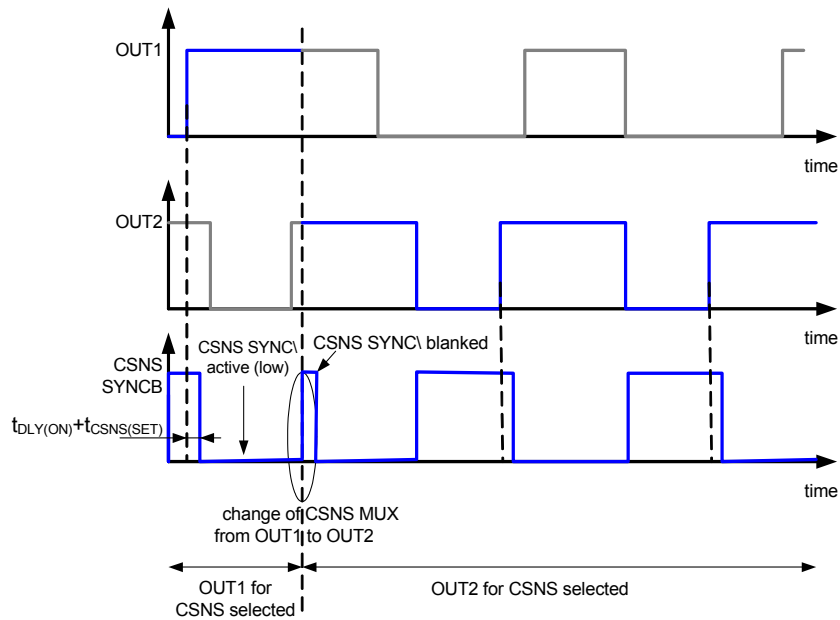 OUT1
time
OUT2
time
CSNS
SYNCB
CSNS SYNC\
active (low)
CSNS SYNC\ blanked
tDLY(ON)+tCSNS(SET)
time
change of CSNS MUX
from OUT1 to OUT2
OUT1 for
CSNS selected
OUT2 for CSNS selected